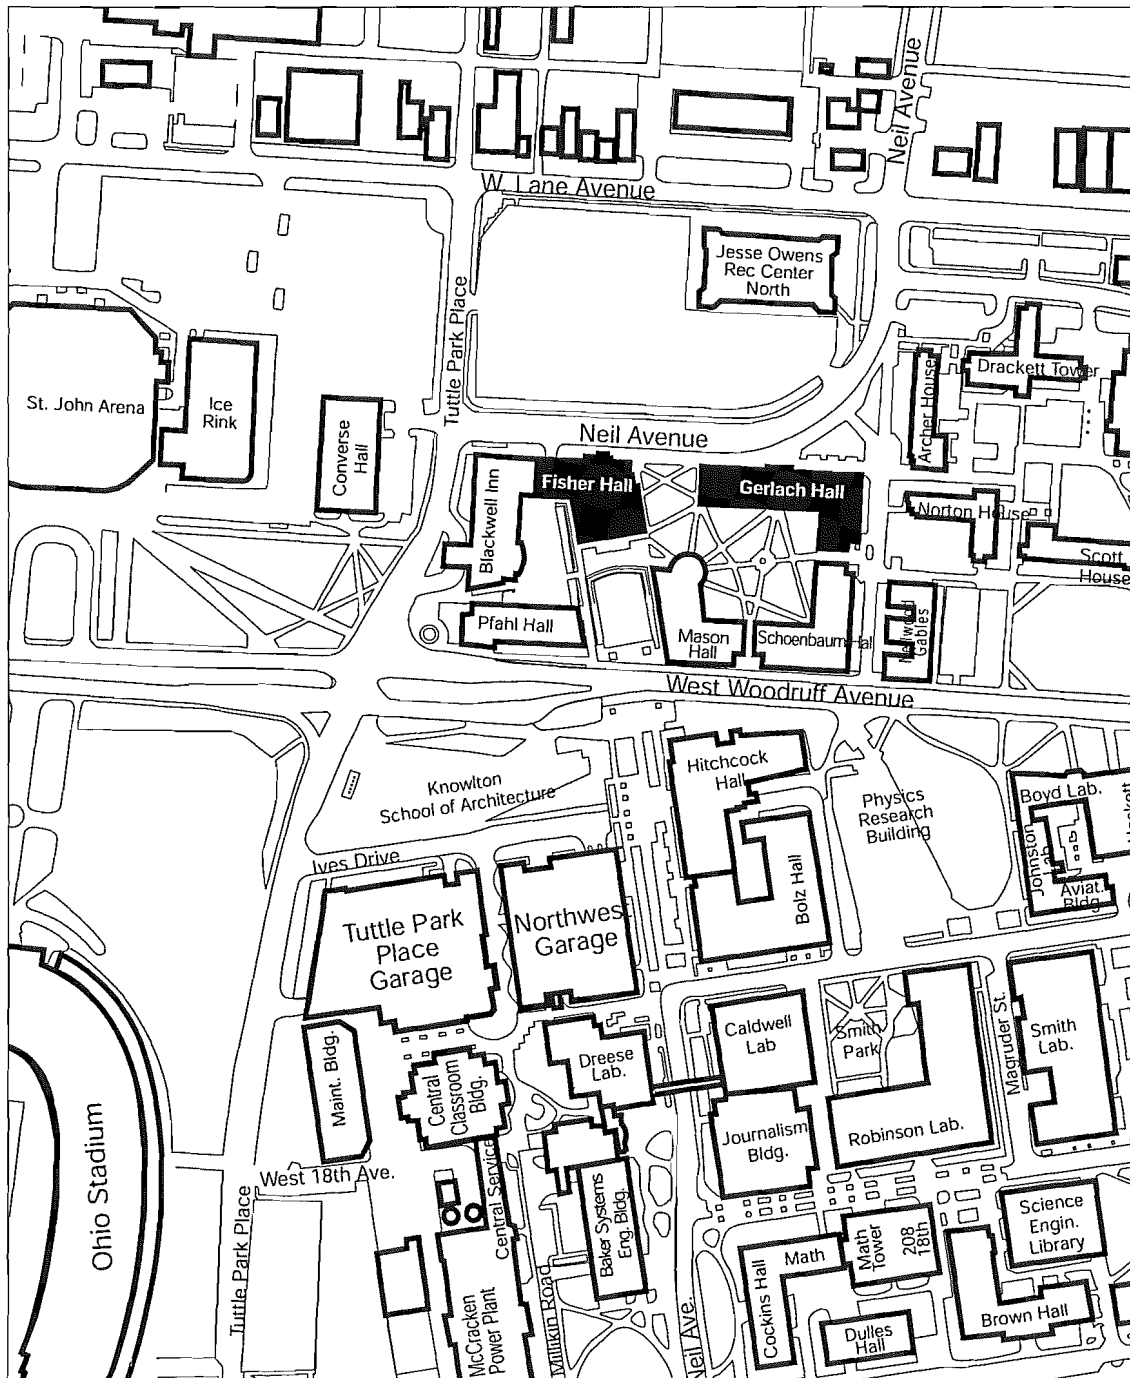 Neil Avenue
W. Lane Avenue
Jesse Owens
Rec Center
North
Tuttle Park Place
Drackett Tower
Archer House
St. John Arena
Ice
Rink
Converse
Hall
Neil Avenue
Blackwell Inn
Fisher Hall
Gerlach Hall
Norton House
Scott
House
Pfahl Hall
Mason
Hall
Schoenbaum Hall
Gables
West Woodruff Avenue
Hitchcock
Hall
Knowlton
School of Architecture
Physics
Research
Building
Boyd Lab.
Johnston
Lab.
Aviat.
Bldg.
Ives Drive
Bolz Hall
Tuttle Park
Place
Garage
Northwest
Garage
Caldwell
Lab
Smith
Park
Magruder St.
Smith
Lab.
Maint. Bldg.
Central
Classroom
Bldg.
Dreese
Lab.
Journalism
Bldg.
Robinson Lab.
Ohio Stadium
West 18th Ave.
Tuttle Park Place
Central Service
Baker Systems
Eng. Bldg.
Science
Engin.
Library
Math
Math
Tower
208
18th
Cockins Hall
McCracken
Power Plant
Millikin Road
Neil Ave.
Dulles
Hall
Brown Hall